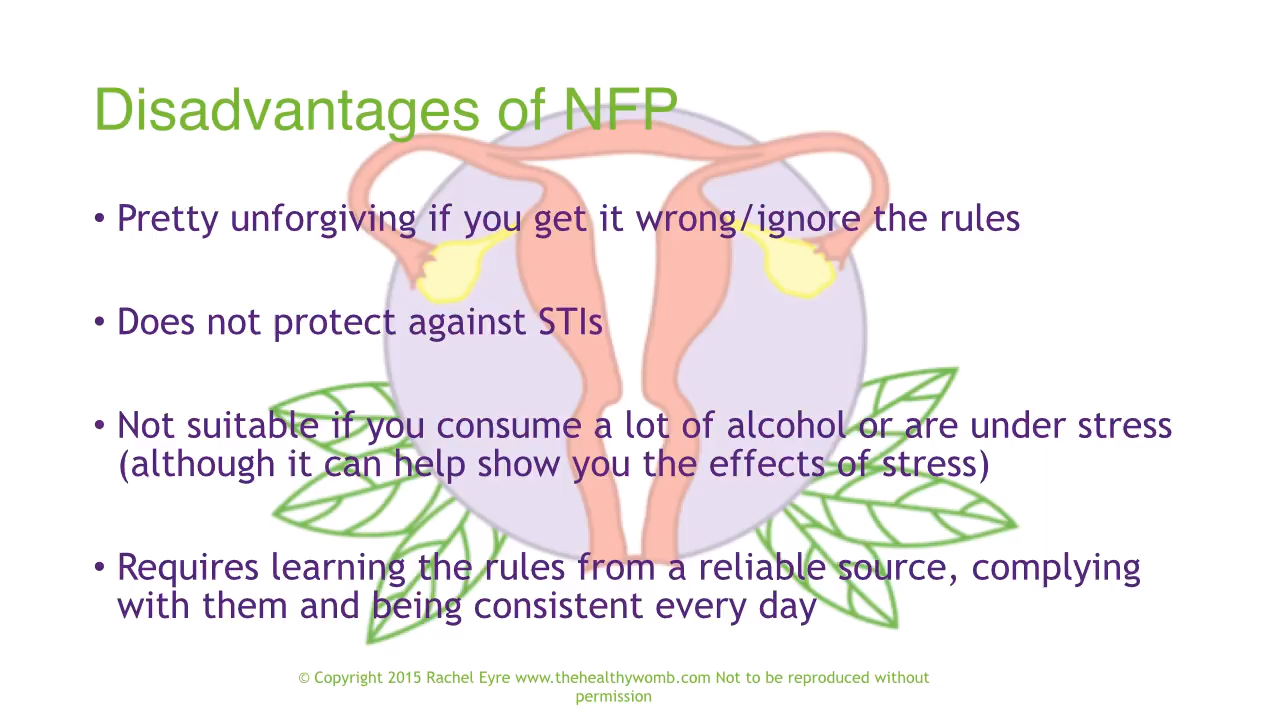 Disadvantages of NFP
• Pretty unforgiving if you get it wrong/ignore the rules
• Does not protect against STIs
• Not suitable if you consume a lot of alcohol or are under stress
(although it can help show you the effects of stress)
• Requires learning the rules from a reliable source, complying
with them and being consistent every day
© Copyright 2015 Rachel Eyre www.thehealthywomb.com Not to be reproduced without
permission